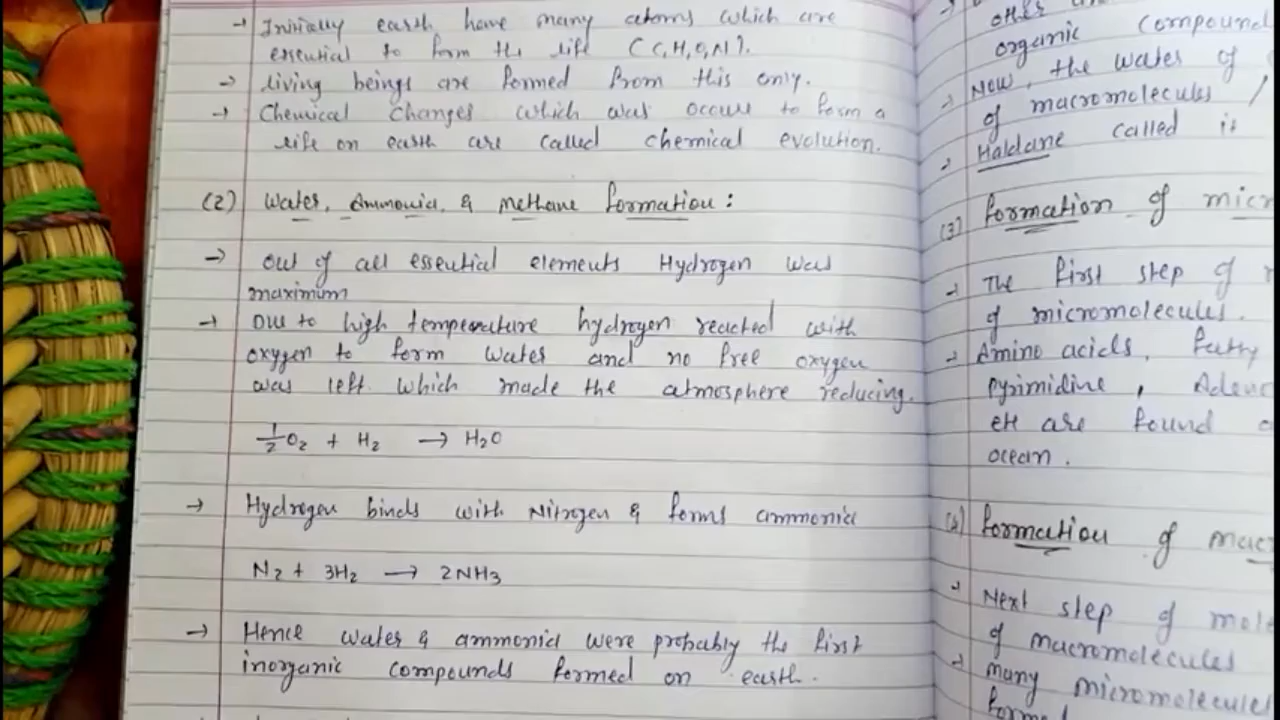 → Initially earth have many atoms which are
essential to form the life (C,H,O,N).
→ living beings are formed from this only.
→ Chemical changes which was occurs to form a
life on earth are called chemical evolution.
(2) Water, Ammonia, & Methane formation:
→ out of all essential elements Hydrogen was
maximum
→ Due to high temperature hydrogen reacted with
oxygen to form water and no free oxygen
was left which made the atmosphere reducing.
1/2 O2 + H2 → H2O
→ Hydrogen binds with Nitrogen & forms ammonia
N2 + 3H2 → 2NH3
→ Hence water & ammonia were probably the first
inorganic compounds formed on earth.
other
organic compound
→ Now, the water of
of macromolecules /
→ Haldane called it
(3) formation of
→ The first step of
of micromolecules.
→ Amino acids, fatty
pyrimidine,
etc are found
ocean.
formation of
→ Next step of
of macromolecules
→ many micromolecules
formed